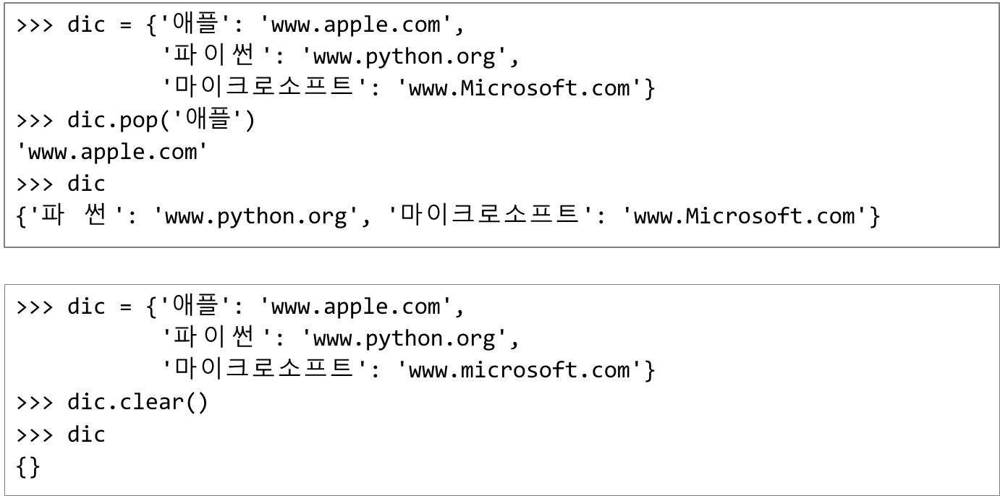 >>> dic = {'애플': 'www.apple.com',
'파이썬': 'www.python.org',
'마이크로소프트': 'www.Microsoft.com'}
>>> dic.pop('애플')
'www.apple.com'
>>> dic
{'파 썬': 'www.python.org', '마이크로소프트': 'www.Microsoft.com'}
>>> dic = {'애플': 'www.apple.com',
'파이썬': 'www.python.org',
'마이크로소프트': 'www.microsoft.com'}
>>> dic.clear()
>>> dic
{}